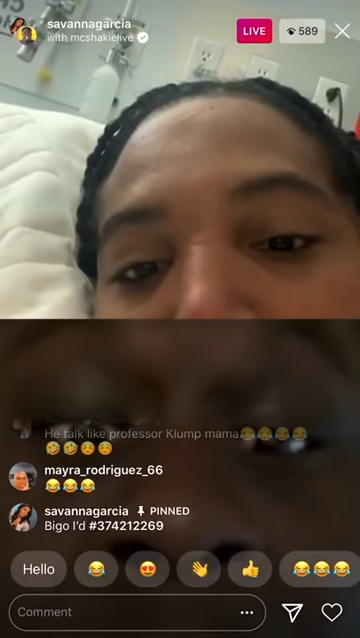 savannagarcia
with mcshakielive
LIVE
589
He talk like professor Klump mama😂😂😂😂
🤣🤣☺️☺️
mayra_rodriguez_66
😂😂😂
savannagarcia PINNED
Bigo I'd #374212269
Hello 😂 😍 👋 👍 😂😂😂
Comment